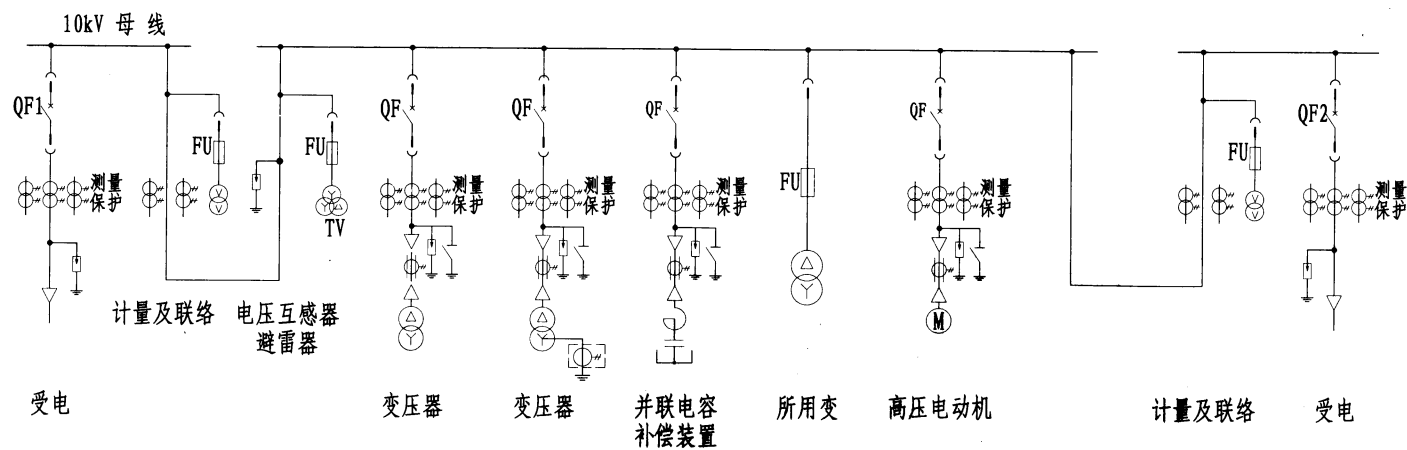 10kV 母 线
QF1
FU
FU
QF
QF
QF
FU
QF
FU
QF2
测量
保护
测量
保护
测量
保护
测量
保护
测量
保护
测量
保护
TV
M
计量及联络
电压互感器
避雷器
受电
变压器
变压器
并联电容
补偿装置
所用变
高压电动机
计量及联络
受电